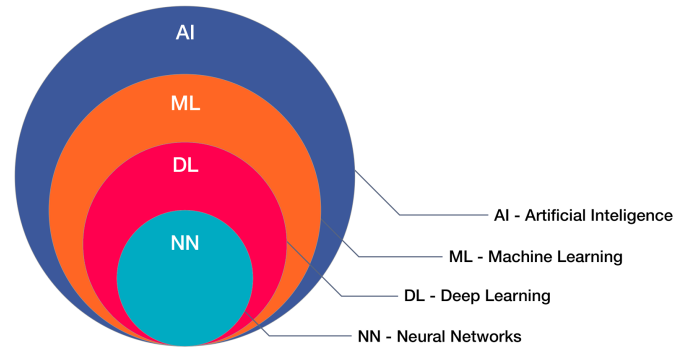 AI
ML
DL
NN
AI - Artificial Inteligence
ML - Machine Learning
DL - Deep Learning
NN - Neural Networks